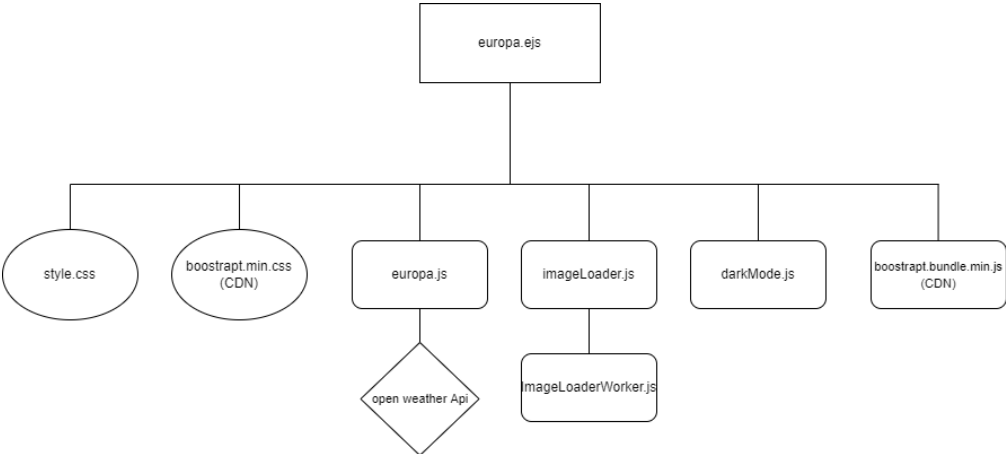 europa.ejs
style.css
boostrapt.min.css
(CDN)
europa.js
imageLoader.js
darkMode.js
boostrapt.bundle.min.js
(CDN)
open weather Api
ImageLoaderWorker.js